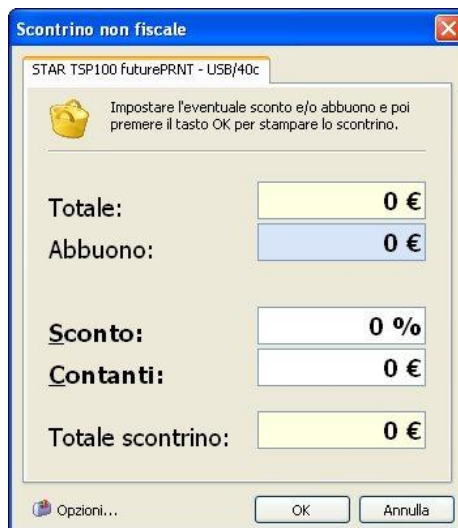 Scontrino non fiscale
STAR TSP100 futurePRNT - USB/40c
Impostare l'eventuale sconto e/o abbuono e poi
premere il tasto OK per stampare lo scontrino.
Totale: 0 €
Abbuono: 0 €
Sconto: 0 %
Contanti: 0 €
Totale scontrino: 0 €
Opzioni... OK Annulla